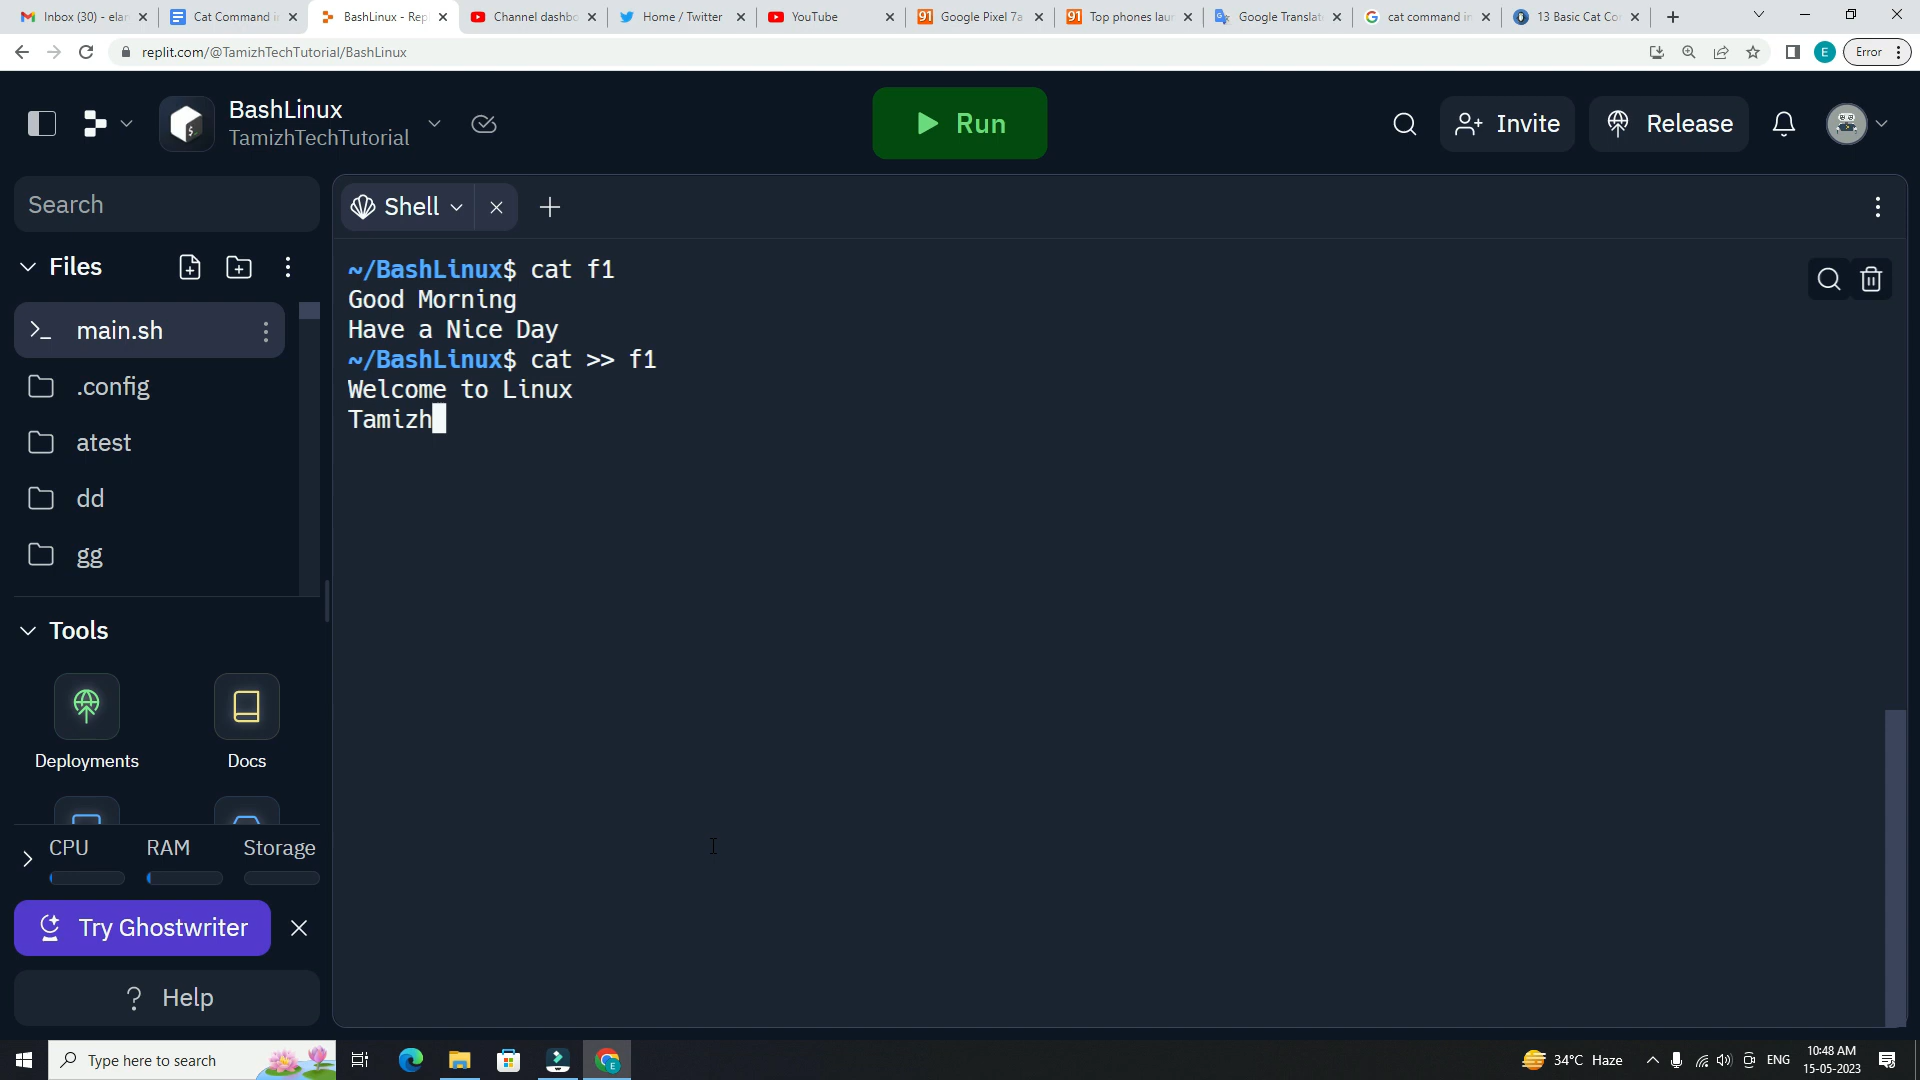 Inbox (30) - elar
Cat Command i
BashLinux - Rep
Channel dashbo
Home / Twitter
YouTube
Google Pixel 7a
Top phones lau
Google Translat
cat command in
13 Basic Cat Co
replit.com/@TamizhTechTutorial/BashLinux
E
Error
BashLinux
TamizhTechTutorial
Run
Invite
Release
Search
Shell
Files
main.sh
.config
atest
dd
gg
~/BashLinux$ cat f1
Good Morning
Have a Nice Day
~/BashLinux$ cat >> f1
Welcome to Linux
Tamizh
Tools
Deployments
Docs
CPU
RAM
Storage
Try Ghostwriter
? Help
Type here to search
34°C Haze
ENG
10:48 AM
15-05-2023